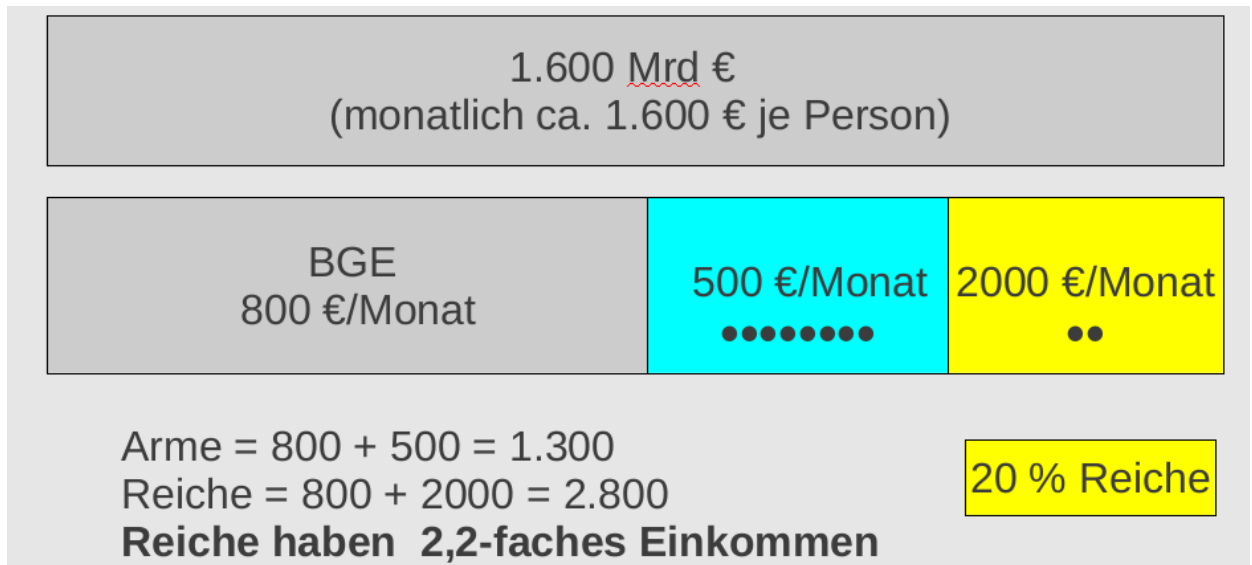 1.600 Mrd €
(monatlich ca. 1.600 € je Person)
BGE
800 €/Monat
500 €/Monat
••••••••
2000 €/Monat
••
Arme = 800 + 500 = 1.300
Reiche = 800 + 2000 = 2.800
Reiche haben  2,2-faches Einkommen
20 % Reiche